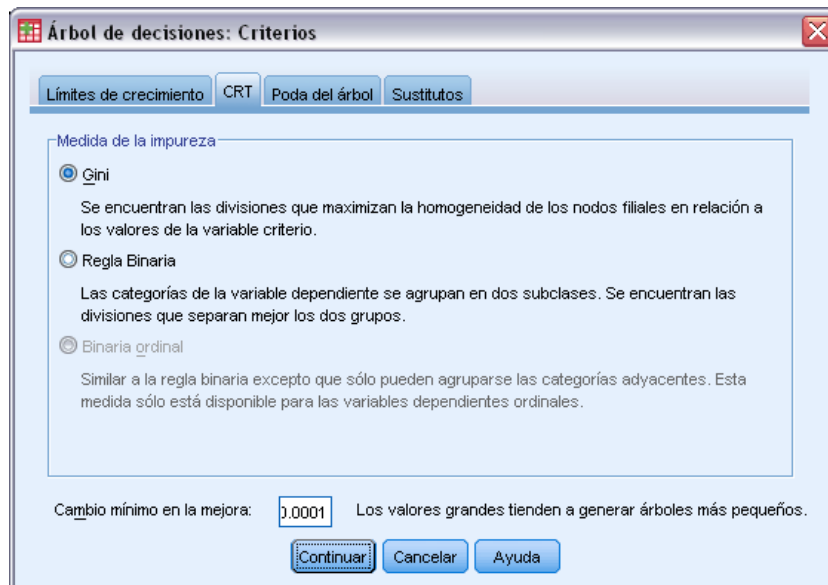 Árbol de decisiones: Criterios
Límites de crecimiento CRT Poda del árbol Sustitutos
Medida de la impureza
Gini
Se encuentran las divisiones que maximizan la homogeneidad de los nodos filiales en relación a
los valores de la variable criterio.
Regla Binaria
Las categorías de la variable dependiente se agrupan en dos subclases. Se encuentran las
divisiones que separan mejor los dos grupos.
Binaria ordinal
Similar a la regla binaria excepto que sólo pueden agruparse las categorías adyacentes. Esta
medida sólo está disponible para las variables dependientes ordinales.
Cambio mínimo en la mejora: 0.0001 Los valores grandes tienden a generar árboles más pequeños.
Continuar Cancelar Ayuda